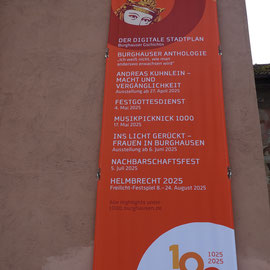 DER DIGITALE STADTPLAN
Burghauser Gschichten
BURGHAUSER ANTHOLOGIE
ANDREAS KUHNLEIN –
MACHT UND
VERGÄNGLICHKEIT
Ausstellung ab 27. April 2025
FESTGOTTESDIENST
4. Mai 2025
MUSIKPICKNICK 1000
17. Mai 2025
INS LICHT GERÜCKT –
FRAUEN IN BURGHAUSEN
Ausstellung ab 6. Juni 2025
NACHBARSCHAFTSFEST
5. Juli 2025
HELMBRECHT 2025
Freilicht-Festspiel 8. – 24. August 2025
1025
2025